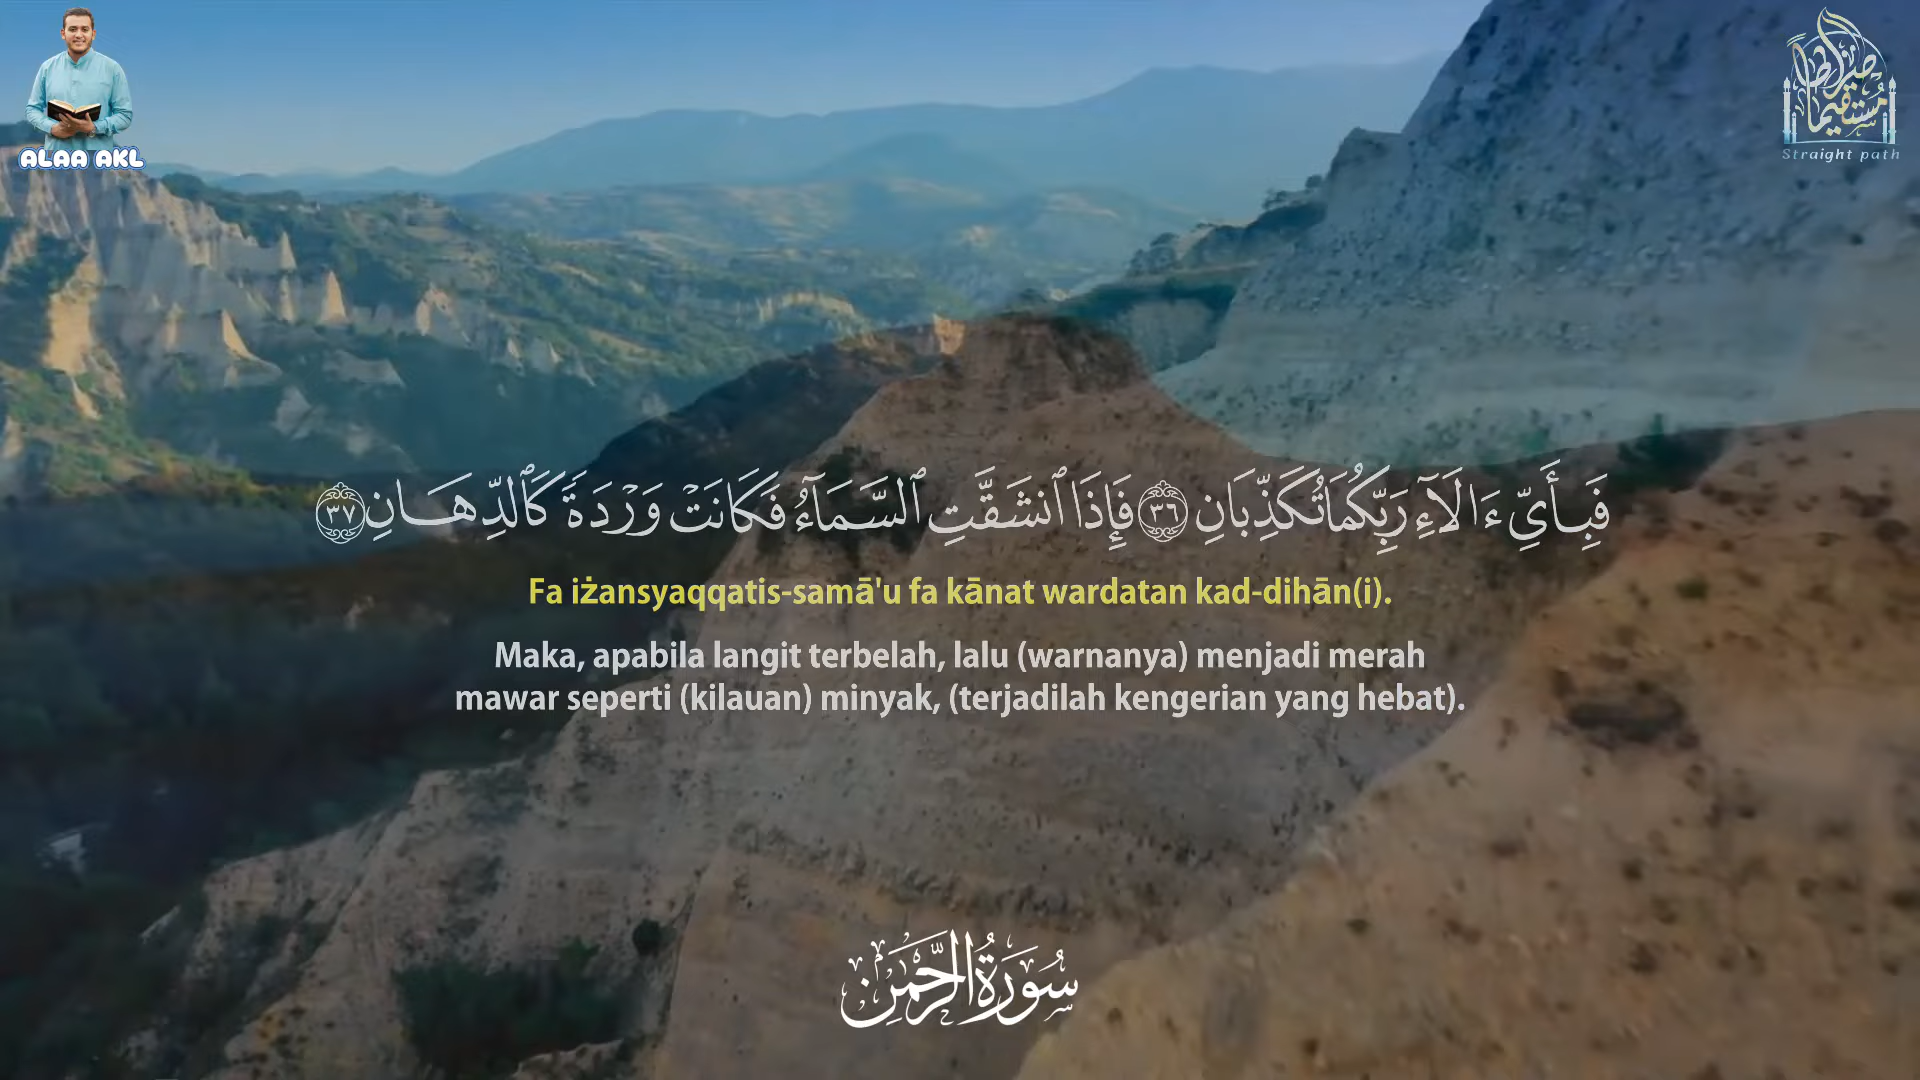 ALAA AKL
صراطا مستقيما
Straight path
فَبِأَيِّ ءَالَآءِ رَبِّكُمَا تُكَذِّبَانِ ٣٦ فَإِذَا ٱنشَقَّتِ ٱلسَّمَآءُ فَكَانَتْ وَرْدَةً كَٱلدِّهَانِ ٣٧
Fa iżansyaqqatis-samā'u fa kānat wardatan kad-dihān(i).
Maka, apabila langit terbelah, lalu (warnanya) menjadi merah
mawar seperti (kilauan) minyak, (terjadilah kengerian yang hebat).
سُورَةُ الرَّحْمَٰن